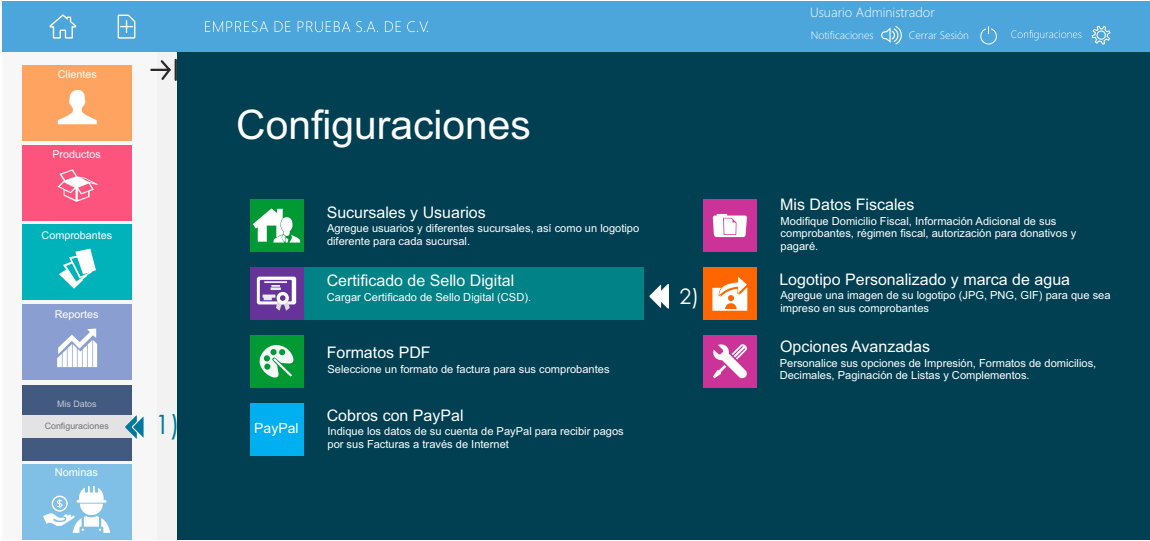 EMPRESA DE PRUEBA S.A. DE C.V.
Usuario Administrador
Notificaciones
Cerrar Sesión
Configuraciones
Clientes
Productos
Comprobantes
Reportes
Mis Datos
Configuraciones
1)
Nominas
Configuraciones
Sucursales y Usuarios
Agregue usuarios y diferentes sucursales, así como un logotipo
diferente para cada sucursal.
Certificado de Sello Digital
Cargar Certificado de Sello Digital (CSD).
2)
Formatos PDF
Seleccione un formato de factura para sus comprobantes
PayPal
Cobros con PayPal
Indique los datos de su cuenta de PayPal para recibir pagos
por sus Facturas a través de Internet
Mis Datos Fiscales
Modifique Domicilio Fiscal, Información Adicional de sus
comprobantes, régimen fiscal, autorización para donativos y
pagaré.
Logotipo Personalizado y marca de agua
Agregue una imagen de su logotipo (JPG, PNG, GIF) para que sea
impreso en sus comprobantes
Opciones Avanzadas
Personalice sus opciones de Impresión, Formatos de domicilios,
Decimales, Paginación de Listas y Complementos.